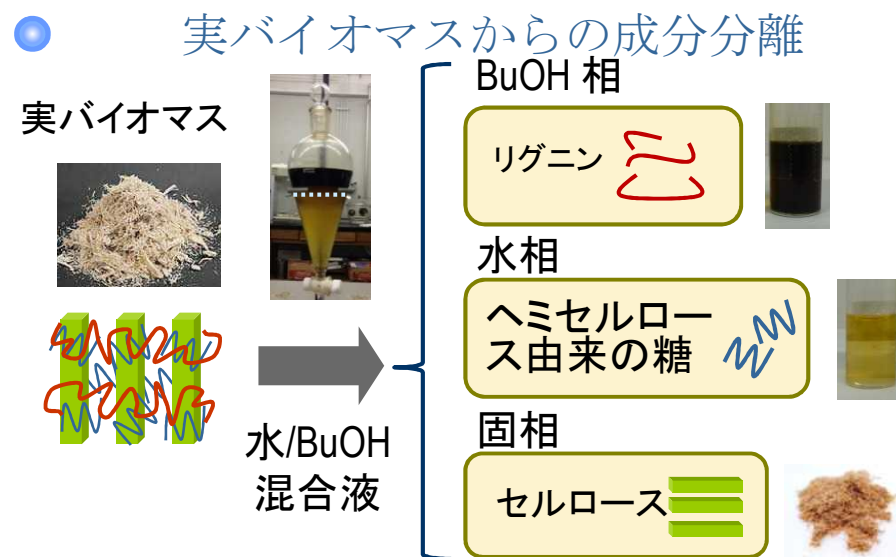 実バイオマスからの成分分離
実バイオマス
水/BuOH
混合液
BuOH 相
リグニン
水相
ヘミセルロー
ス由来の糖
固相
セルロース